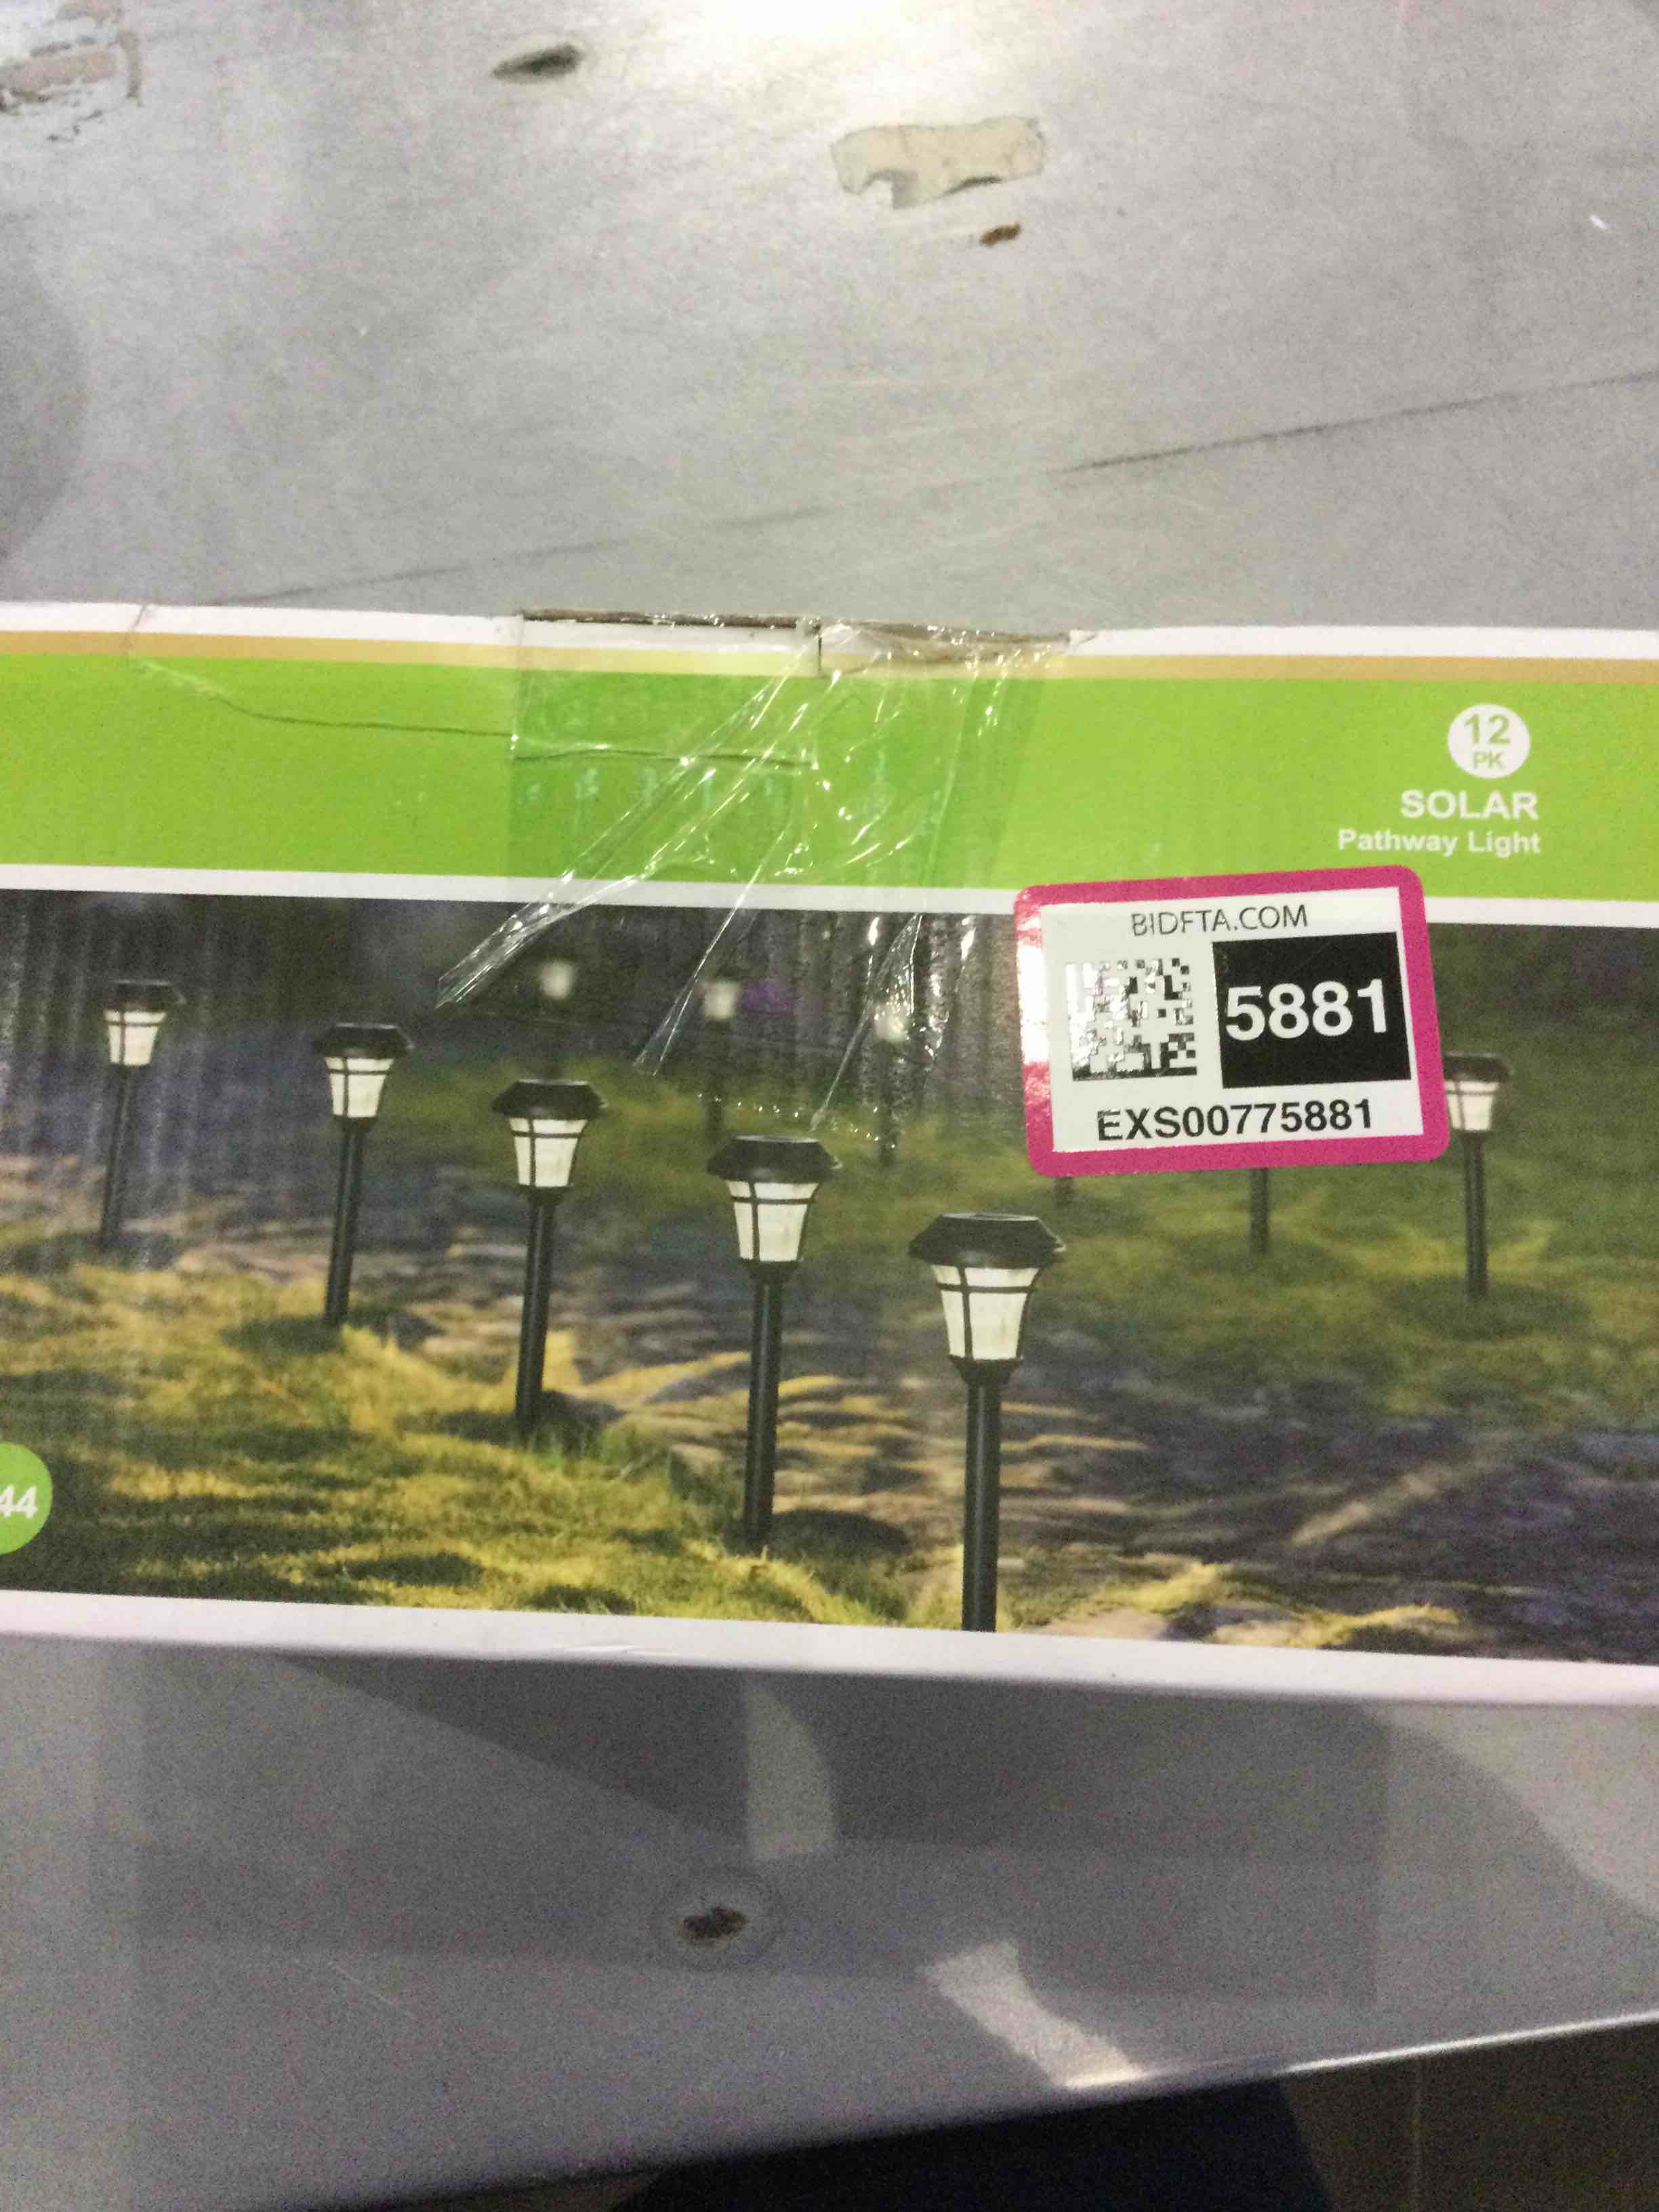 12
PK
SOLAR
Pathway Light
BIDFTA.COM
5881
EXS00775881
44